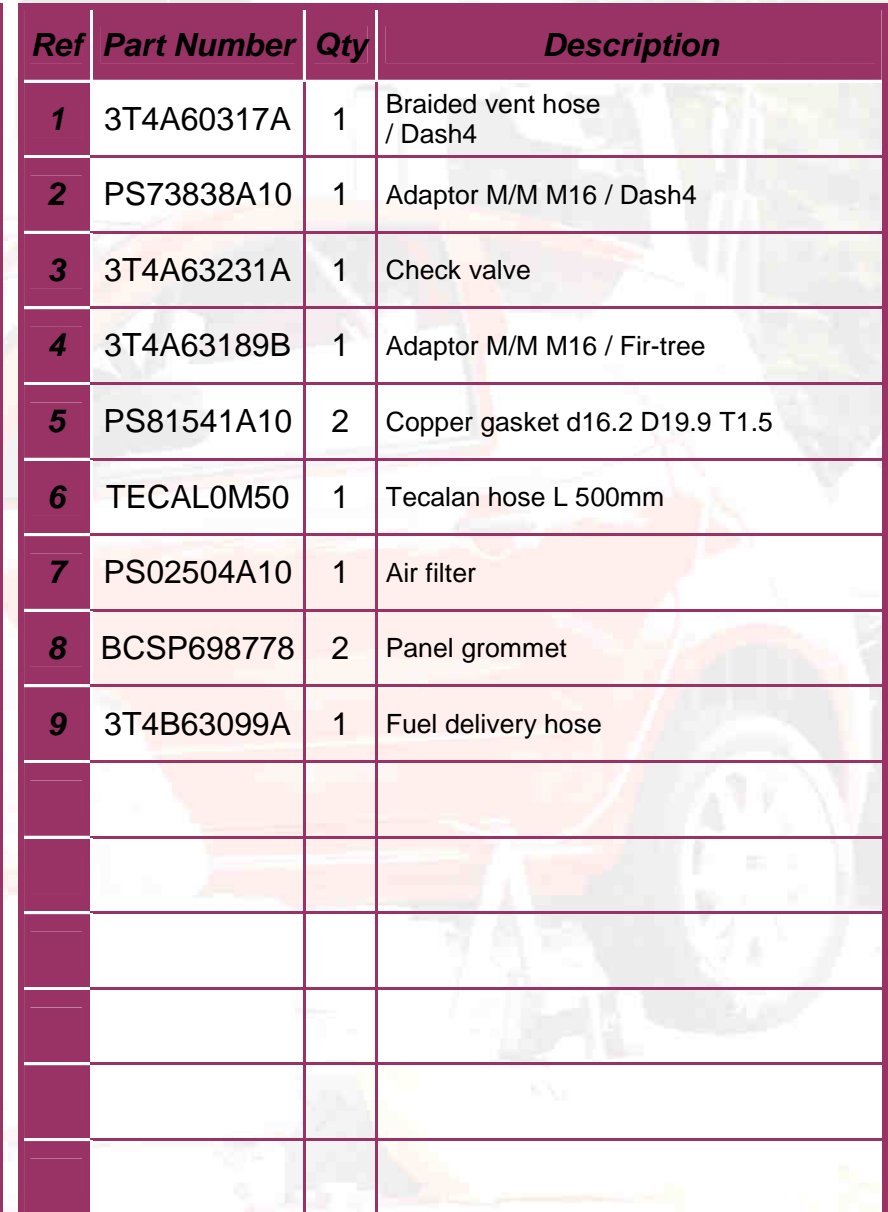 Ref Part Number Qty Description
1 3T4A60317A 1 Braided vent hose
/ Dash4
2 PS73838A10 1 Adaptor M/M M16 / Dash4
3 3T4A63231A 1 Check valve
4 3T4A63189B 1 Adaptor M/M M16 / Fir-tree
5 PS81541A10 2 Copper gasket d16.2 D19.9 T1.5
6 TECAL0M50 1 Tecalan hose L 500mm
7 PS02504A10 1 Air filter
8 BCSP698778 2 Panel grommet
9 3T4B63099A 1 Fuel delivery hose